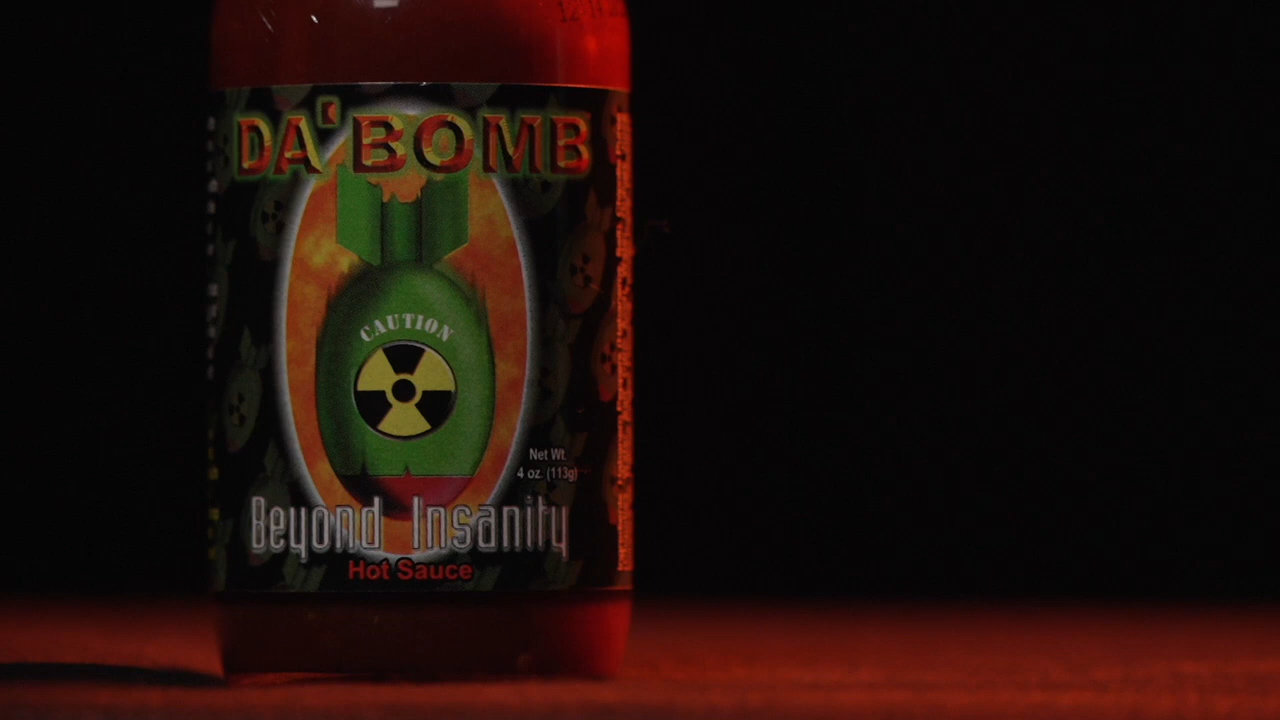 DA'BOMB
CAUTION
Net Wt.
4 oz. (113g)
Beyond Insanity
Hot Sauce